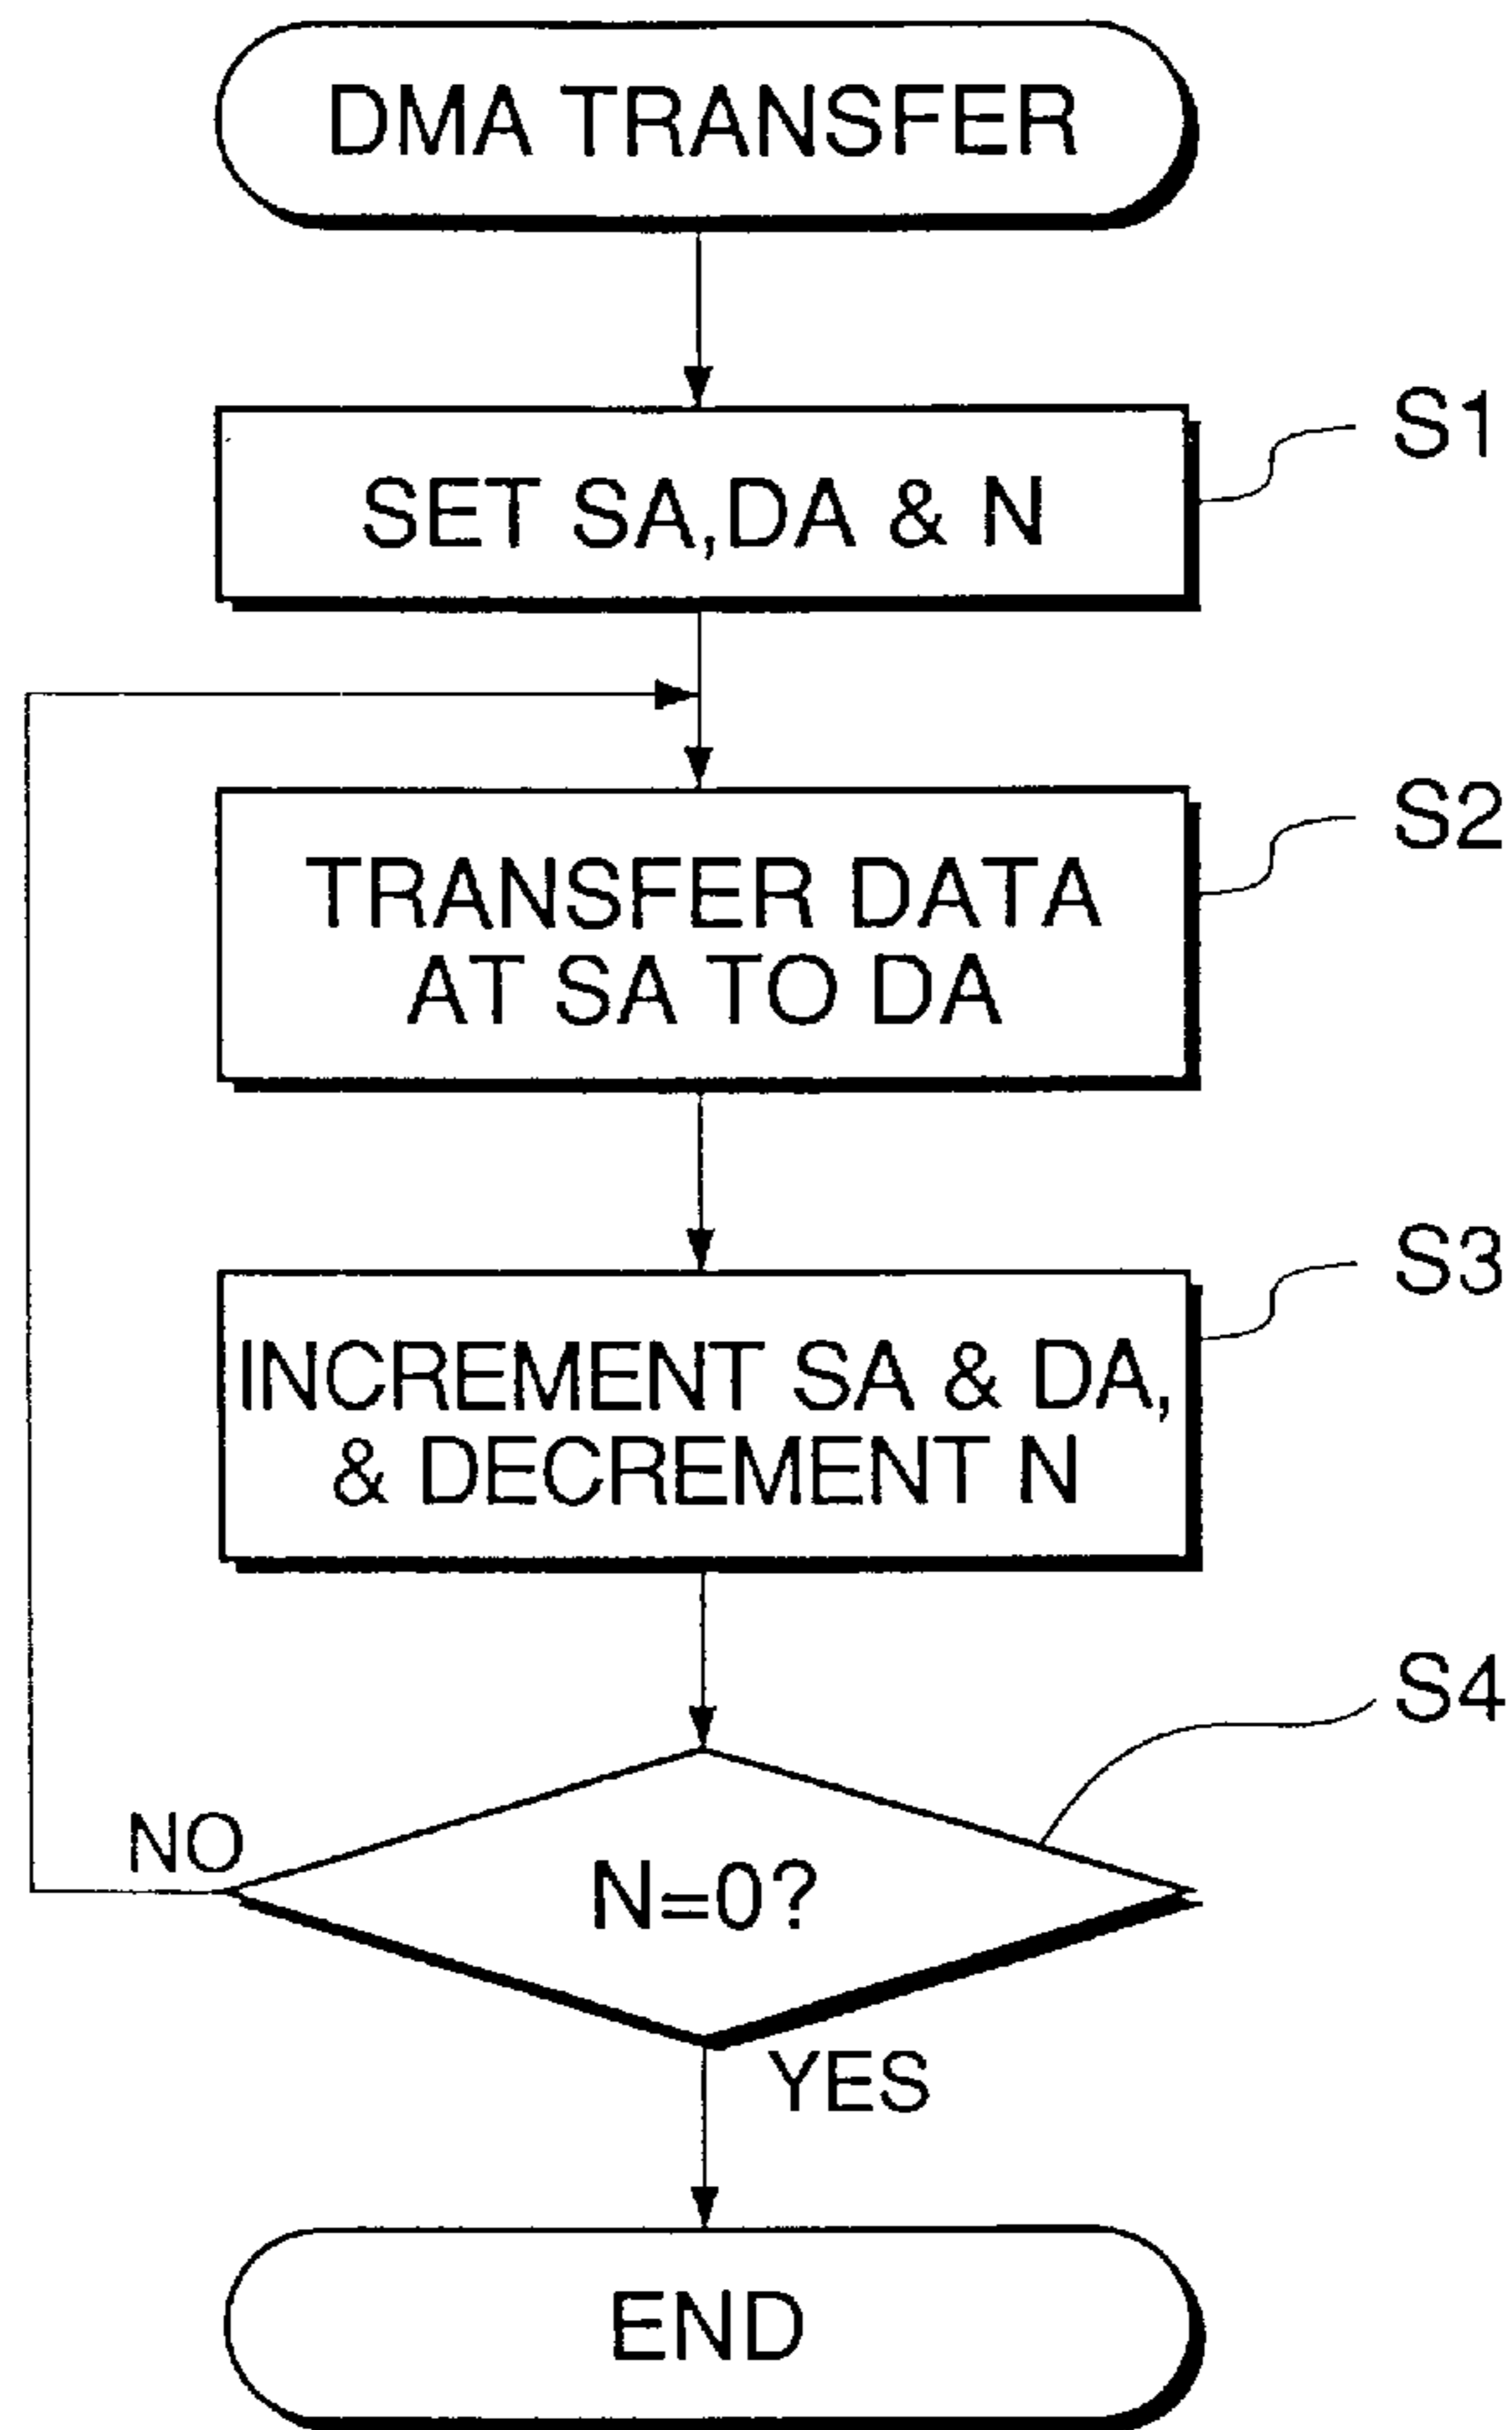 DMA TRANSFER
S1
SET SA,DA & N
S2
TRANSFER DATA
AT SA TO DA
S3
INCREMENT SA & DA,
& DECREMENT N
S4
NO
N=0?
YES
END